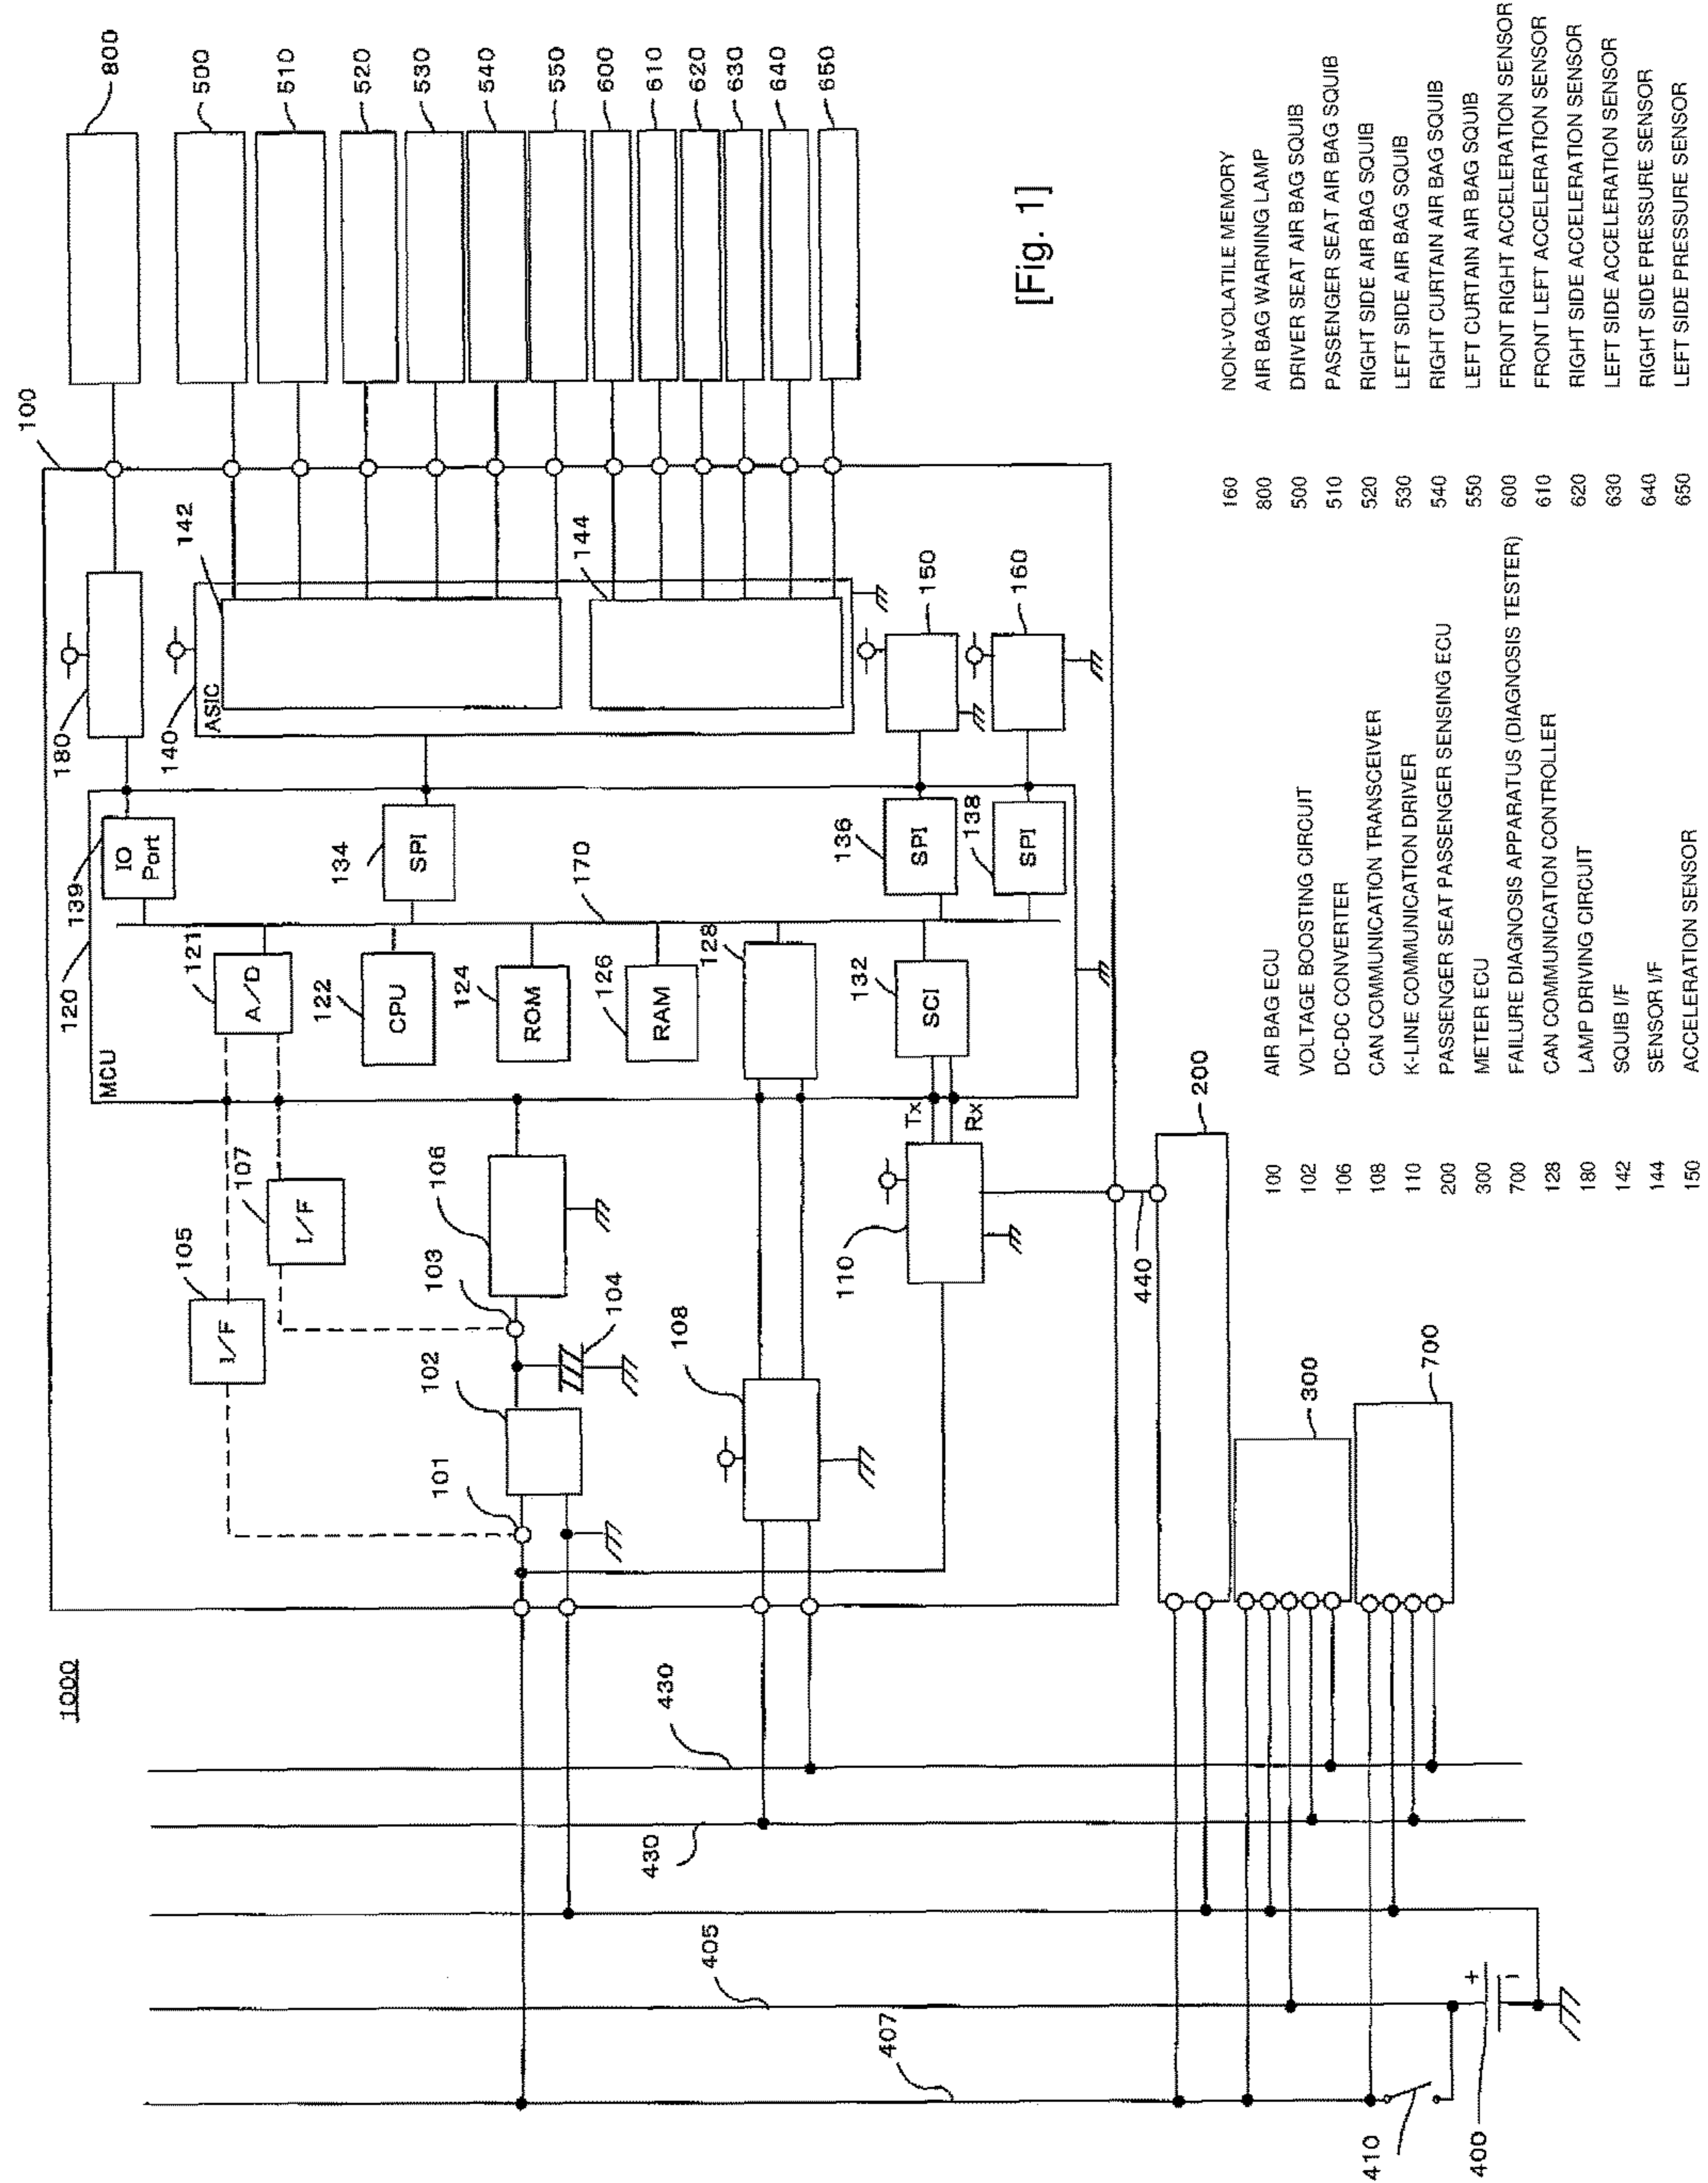 1000
100
800
500
510
520
530
540
550
600
610
620
630
640
650
180
139
IO
Port
120
MCU
140
ASIC
142
144
134
SPI
121
A/D
122
CPU
124
ROM
126
RAM
170
128
132
SCI
136
SPI
138
SPI
150
160
105
I/F
107
I/F
101
102
103
104
106
108
110
Tx
Rx
440
200
300
700
430
430
405
407
410
400
+
−
[Fig. 1]
100 AIR BAG ECU
102 VOLTAGE BOOSTING CIRCUIT
106 DC-DC CONVERTER
108 CAN COMMUNICATION TRANSCEIVER
110 K-LINE COMMUNICATION DRIVER
200 PASSENGER SEAT PASSENGER SENSING ECU
300 METER ECU
700 FAILURE DIAGNOSIS APPARATUS (DIAGNOSIS TESTER)
128 CAN COMMUNICATION CONTROLLER
180 LAMP DRIVING CIRCUIT
142 SQUIB I/F
144 SENSOR I/F
150 ACCELERATION SENSOR
160 NON-VOLATILE MEMORY
800 AIR BAG WARNING LAMP
500 DRIVER SEAT AIR BAG SQUIB
510 PASSENGER SEAT AIR BAG SQUIB
520 RIGHT SIDE AIR BAG SQUIB
530 LEFT SIDE AIR BAG SQUIB
540 RIGHT CURTAIN AIR BAG SQUIB
550 LEFT CURTAIN AIR BAG SQUIB
600 FRONT RIGHT ACCELERATION SENSOR
610 FRONT LEFT ACCELERATION SENSOR
620 RIGHT SIDE ACCELERATION SENSOR
630 LEFT SIDE ACCELERATION SENSOR
640 RIGHT SIDE PRESSURE SENSOR
650 LEFT SIDE PRESSURE SENSOR